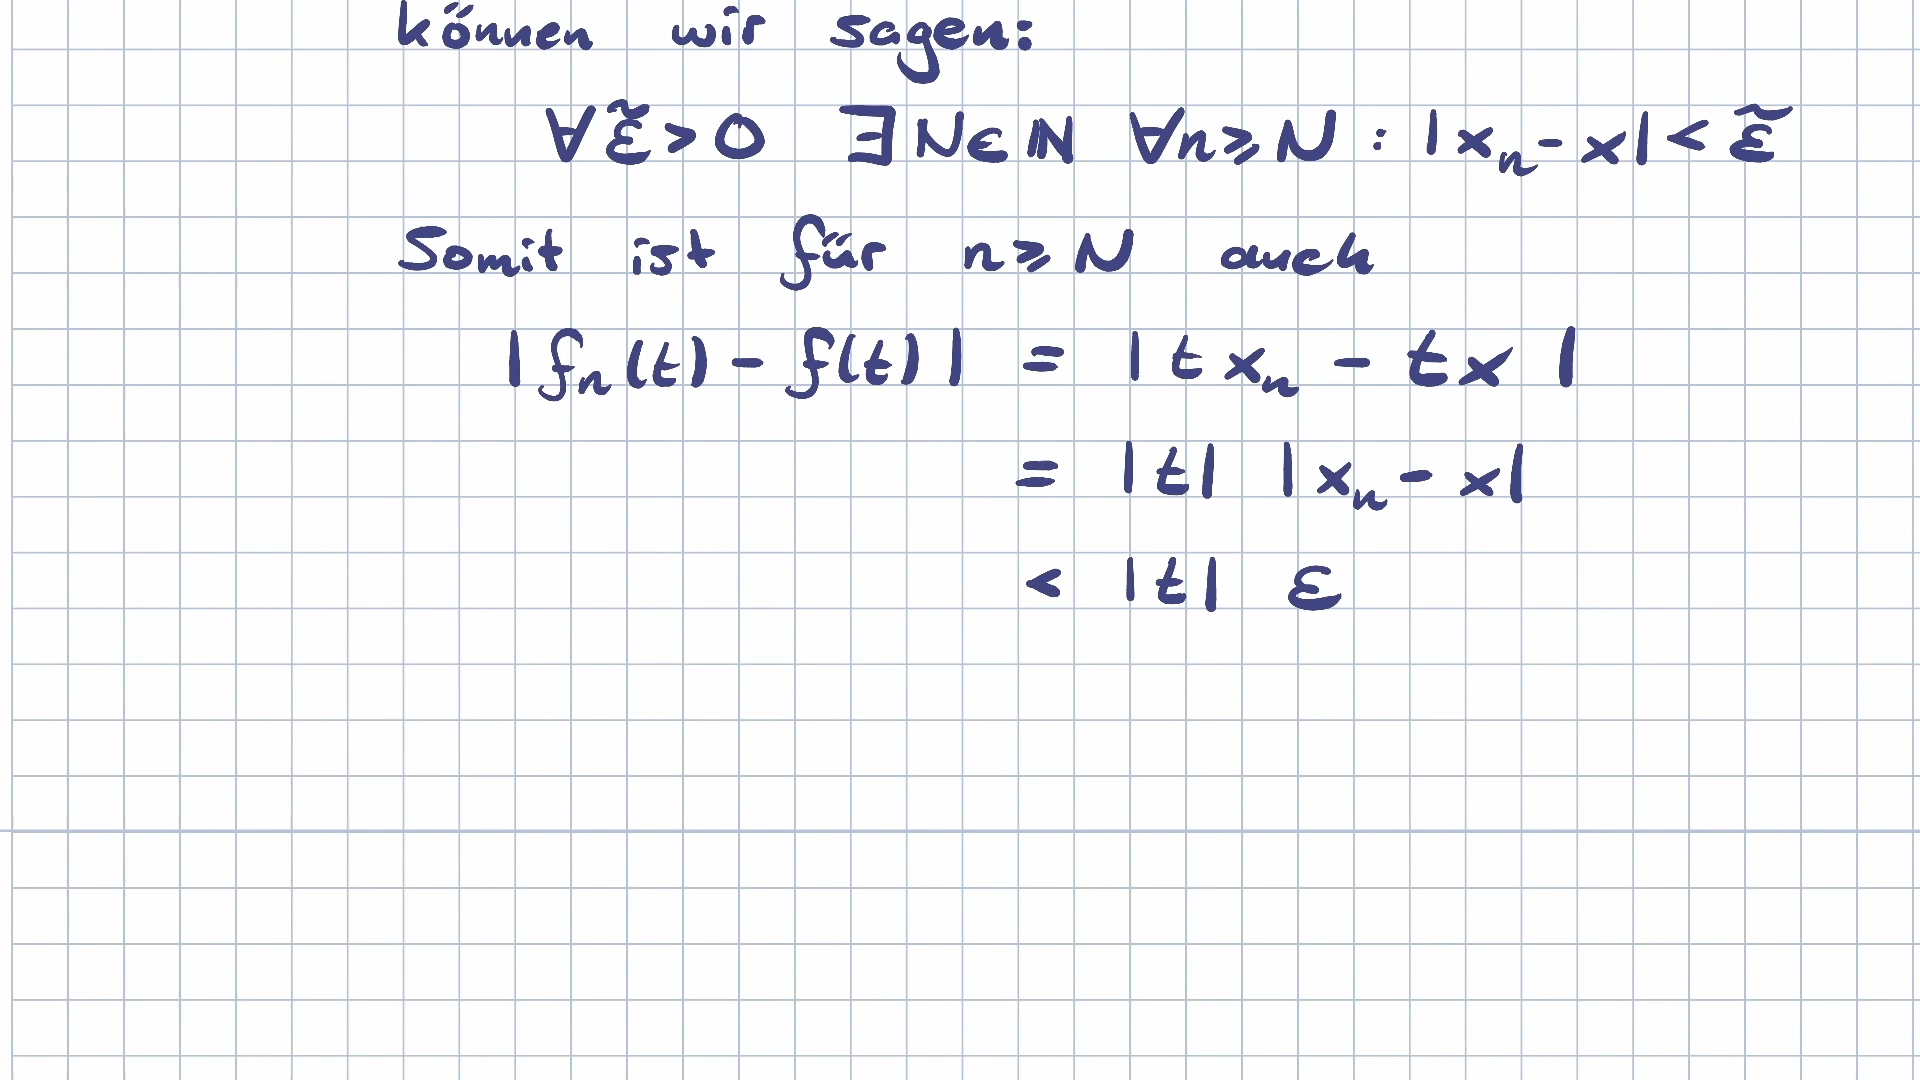 können wir sagen:
∀ε̃>0 ∃N∈ℕ ∀n⩾N : |xₙ-x|<ε̃
Somit ist für n⩾N auch
|fₙ(t)-f(t)| = |t xₙ - t x|
= |t| |xₙ-x|
< |t| ε